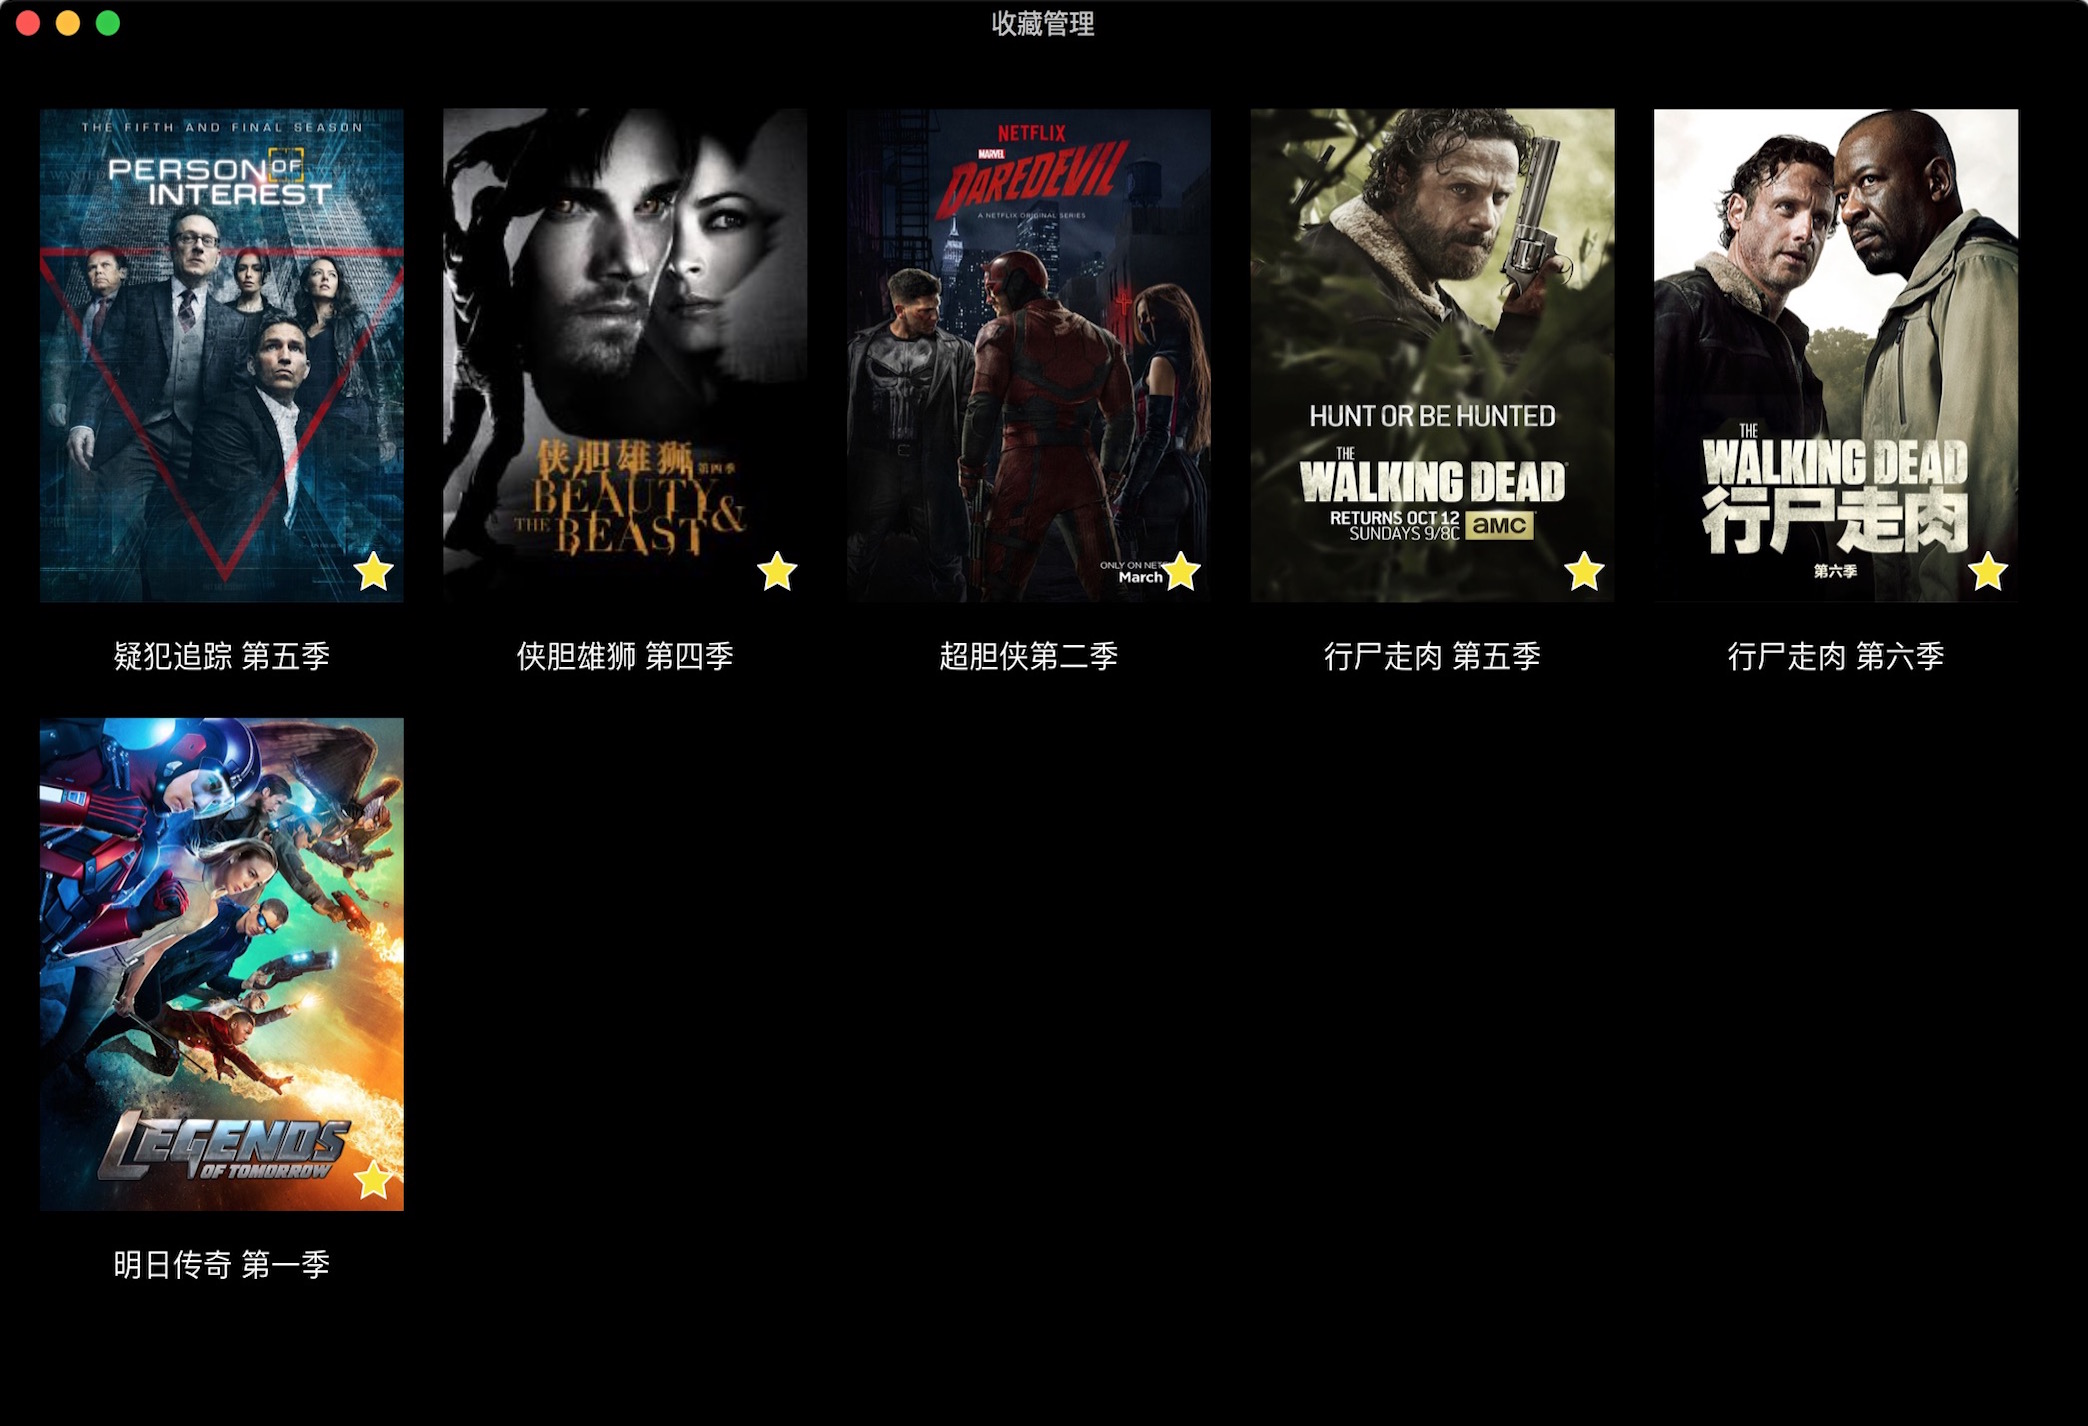 收藏管理
THE FIFTH AND FINAL SEASON
PERSON OF
INTEREST
侠胆雄狮 第四季
BEAUTY &
THE BEAST
NETFLIX
MARVEL
DAREDEVIL
A NETFLIX ORIGINAL SERIES
ONLY ON NET
March
HUNT OR BE HUNTED
THE
WALKING DEAD
RETURNS OCT 12
SUNDAYS 9/8C
aMC
THE
WALKING DEAD
行尸走肉
第六季
疑犯追踪 第五季
侠胆雄狮 第四季
超胆侠第二季
行尸走肉 第五季
行尸走肉 第六季
LEGENDS
OF TOMORROW
明日传奇 第一季